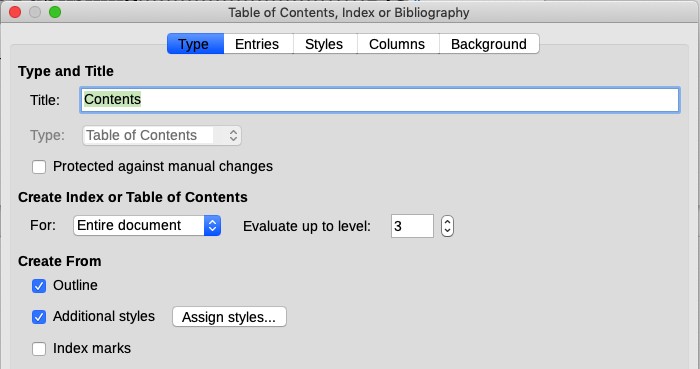 Table of Contents, Index or Bibliography
Type Entries Styles Columns Background
Type and Title
Title: Contents
Type: Table of Contents
Protected against manual changes
Create Index or Table of Contents
For: Entire document Evaluate up to level: 3
Create From
Outline
Additional styles Assign styles...
Index marks